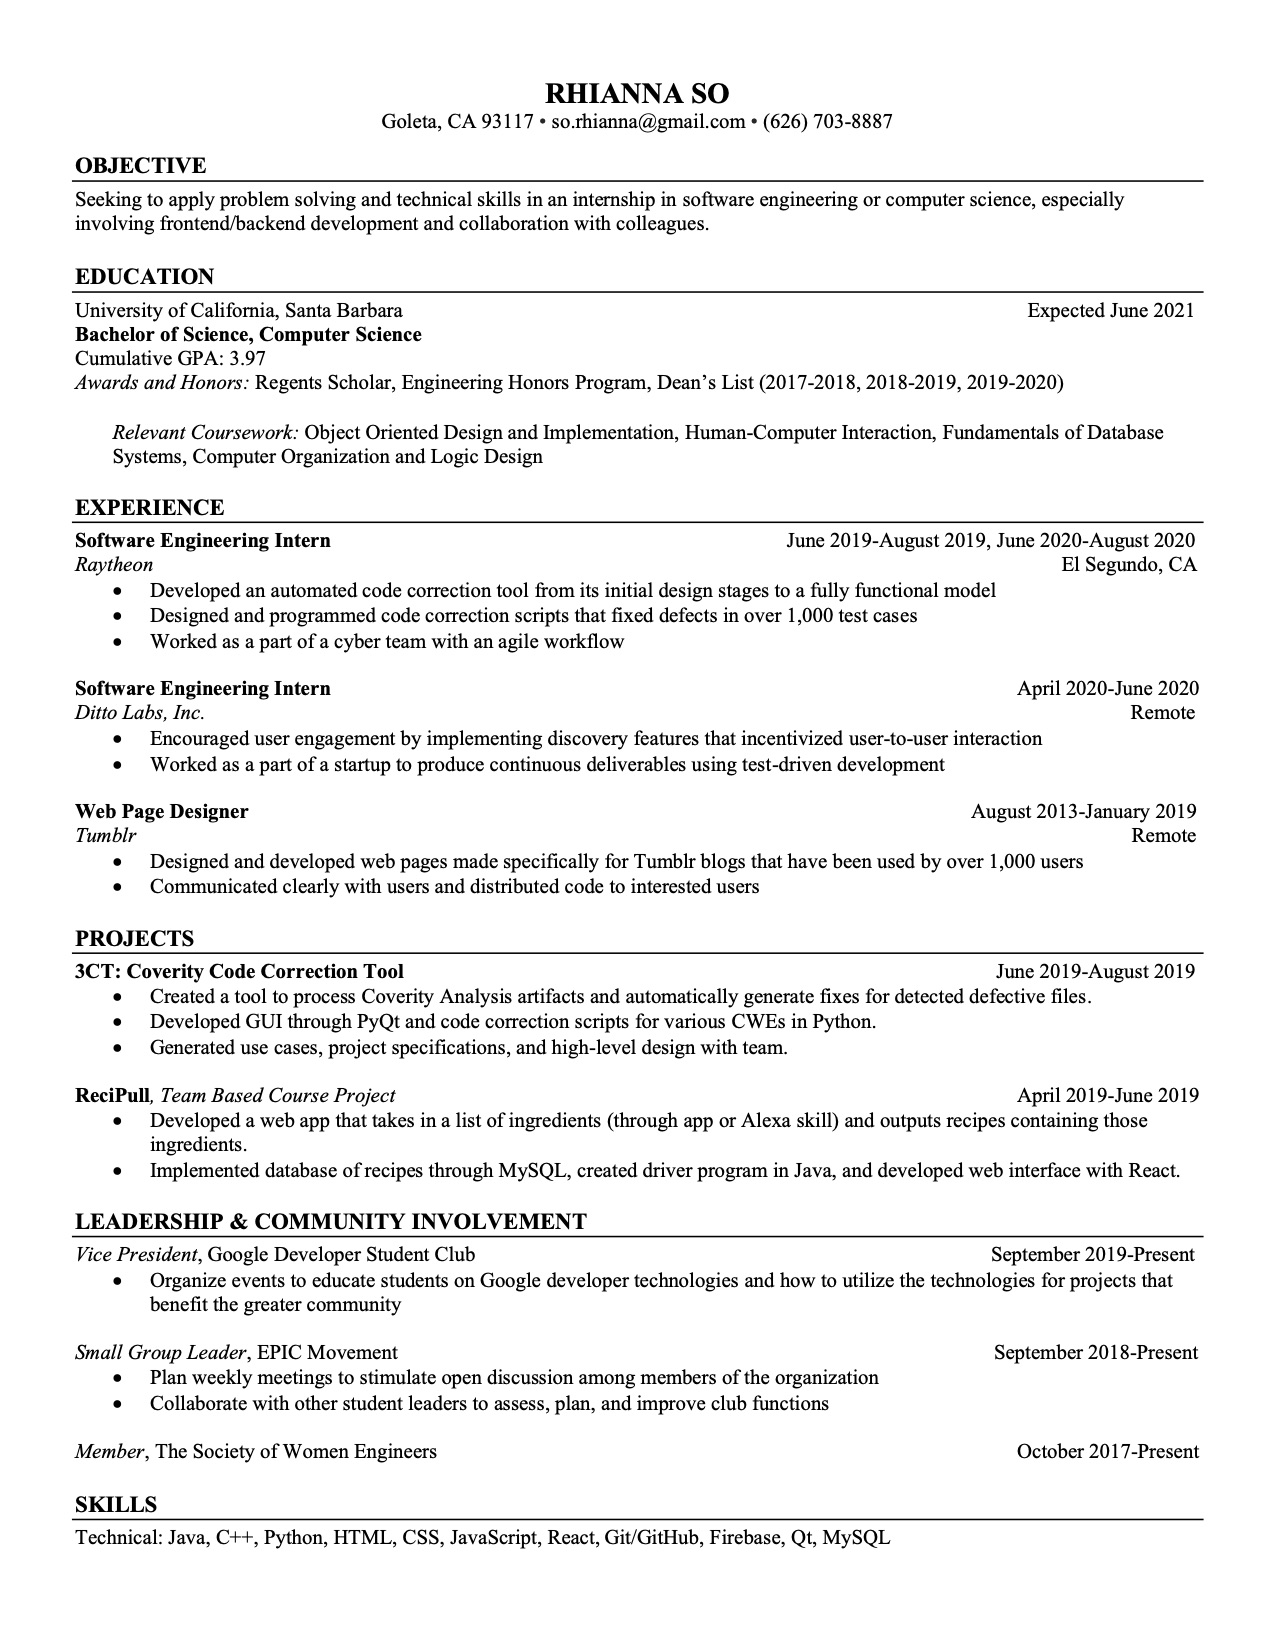 RHIANNA SO
Goleta, CA 93117 • so.rhianna@gmail.com • (626) 703-8887
OBJECTIVE
Seeking to apply problem solving and technical skills in an internship in software engineering or computer science, especially
involving frontend/backend development and collaboration with colleagues.
EDUCATION
University of California, Santa Barbara Expected June 2021
Bachelor of Science, Computer Science
Cumulative GPA: 3.97
Awards and Honors: Regents Scholar, Engineering Honors Program, Dean’s List (2017-2018, 2018-2019, 2019-2020)
Relevant Coursework: Object Oriented Design and Implementation, Human-Computer Interaction, Fundamentals of Database
Systems, Computer Organization and Logic Design
EXPERIENCE
Software Engineering Intern June 2019-August 2019, June 2020-August 2020
Raytheon El Segundo, CA
• Developed an automated code correction tool from its initial design stages to a fully functional model
• Designed and programmed code correction scripts that fixed defects in over 1,000 test cases
• Worked as a part of a cyber team with an agile workflow
Software Engineering Intern April 2020-June 2020
Ditto Labs, Inc. Remote
• Encouraged user engagement by implementing discovery features that incentivized user-to-user interaction
• Worked as a part of a startup to produce continuous deliverables using test-driven development
Web Page Designer August 2013-January 2019
Tumblr Remote
• Designed and developed web pages made specifically for Tumblr blogs that have been used by over 1,000 users
• Communicated clearly with users and distributed code to interested users
PROJECTS
3CT: Coverity Code Correction Tool June 2019-August 2019
• Created a tool to process Coverity Analysis artifacts and automatically generate fixes for detected defective files.
• Developed GUI through PyQt and code correction scripts for various CWEs in Python.
• Generated use cases, project specifications, and high-level design with team.
ReciPull, Team Based Course Project April 2019-June 2019
• Developed a web app that takes in a list of ingredients (through app or Alexa skill) and outputs recipes containing those
ingredients.
• Implemented database of recipes through MySQL, created driver program in Java, and developed web interface with React.
LEADERSHIP & COMMUNITY INVOLVEMENT
Vice President, Google Developer Student Club September 2019-Present
• Organize events to educate students on Google developer technologies and how to utilize the technologies for projects that
benefit the greater community
Small Group Leader, EPIC Movement September 2018-Present
• Plan weekly meetings to stimulate open discussion among members of the organization
• Collaborate with other student leaders to assess, plan, and improve club functions
Member, The Society of Women Engineers October 2017-Present
SKILLS
Technical: Java, C++, Python, HTML, CSS, JavaScript, React, Git/GitHub, Firebase, Qt, MySQL